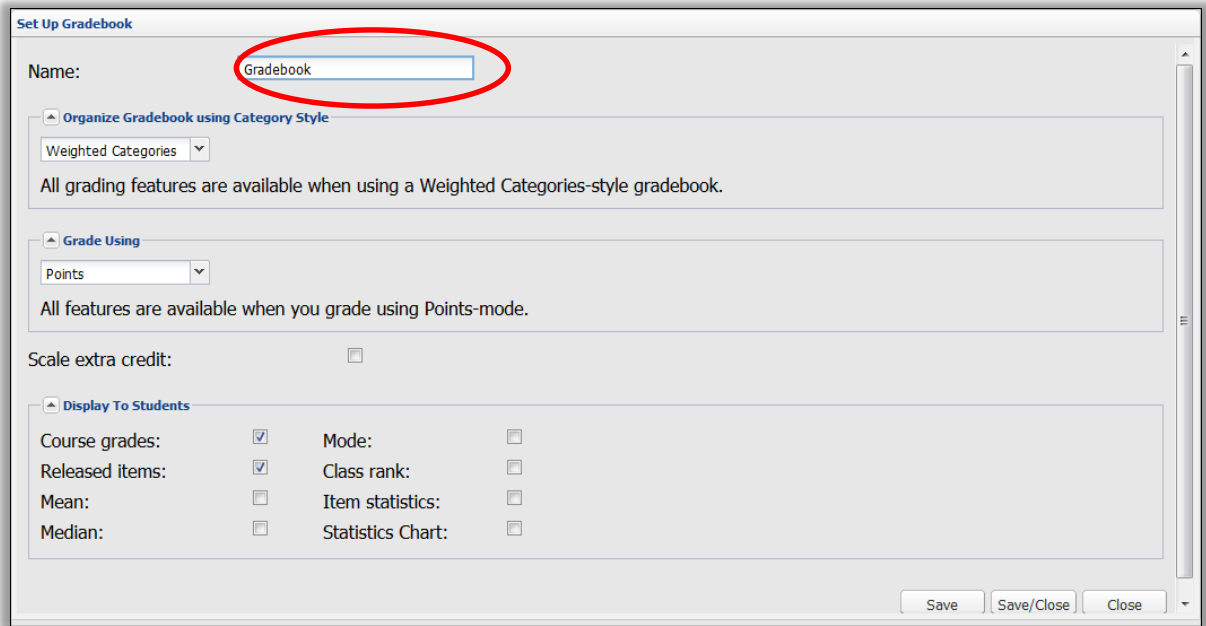 Set Up Gradebook
Name: Gradebook
Organize Gradebook using Category Style
Weighted Categories
All grading features are available when using a Weighted Categories-style gradebook.
Grade Using
Points
All features are available when you grade using Points-mode.
Scale extra credit:
Display To Students
Course grades: Mode:
Released items: Class rank:
Mean: Item statistics:
Median: Statistics Chart:
Save Save/Close Close